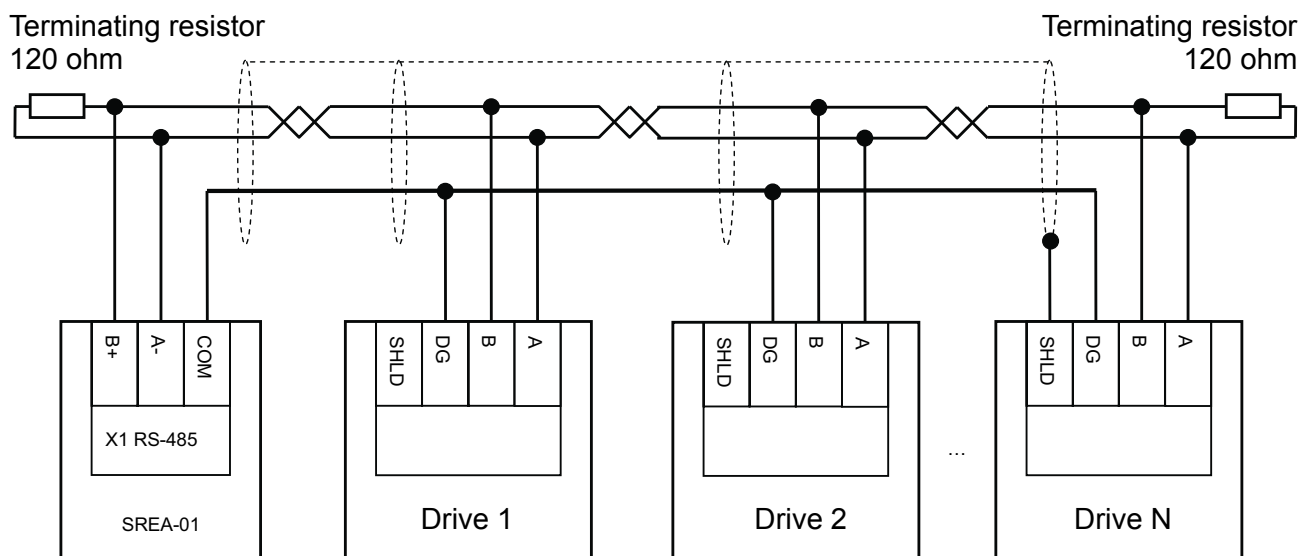 Terminating resistor
120 ohm
Terminating resistor
120 ohm
B+
A-
COM
X1 RS-485
SREA-01
SHLD
DG
B
A
Drive 1
SHLD
DG
B
A
Drive 2
...
SHLD
DG
B
A
Drive N